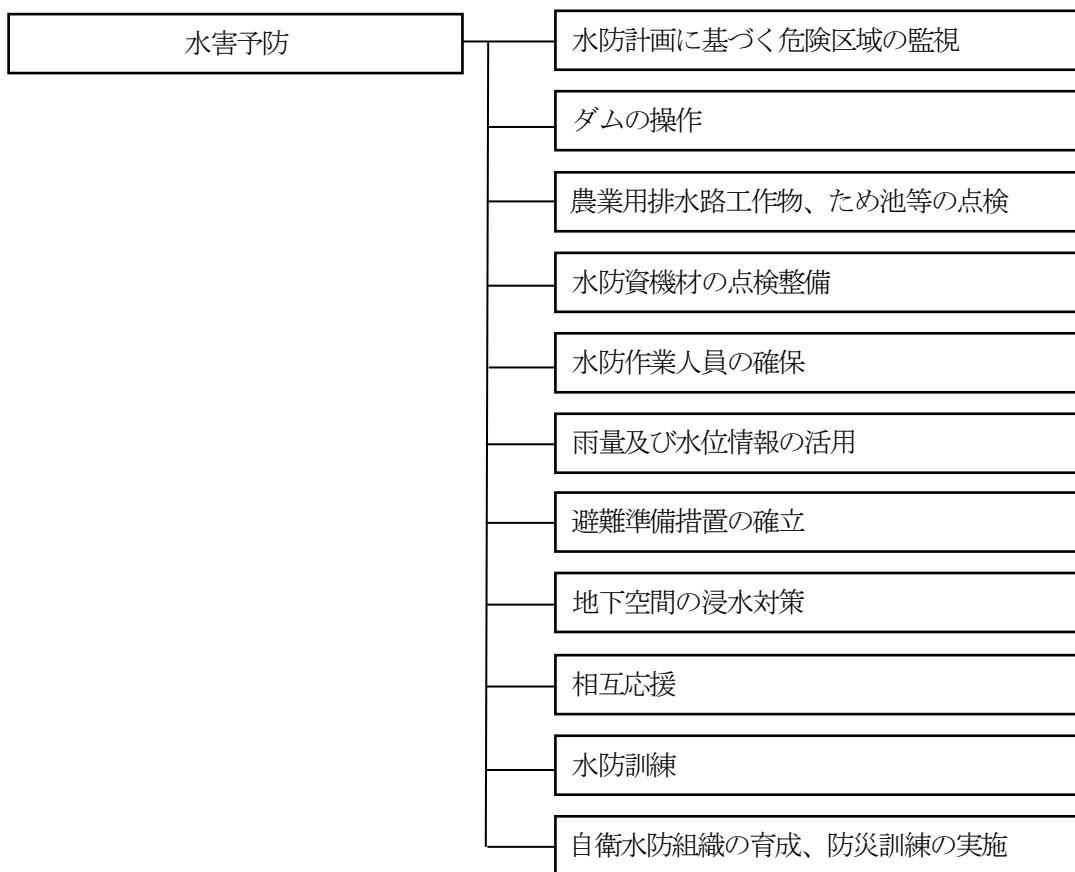 水害予防
水防計画に基づく危険区域の監視
ダムの操作
農業用排水路工作物、ため池等の点検
水防資機材の点検整備
水防作業人員の確保
雨量及び水位情報の活用
避難準備措置の確立
地下空間の浸水対策
相互応援
水防訓練
自衛水防組織の育成、防災訓練の実施